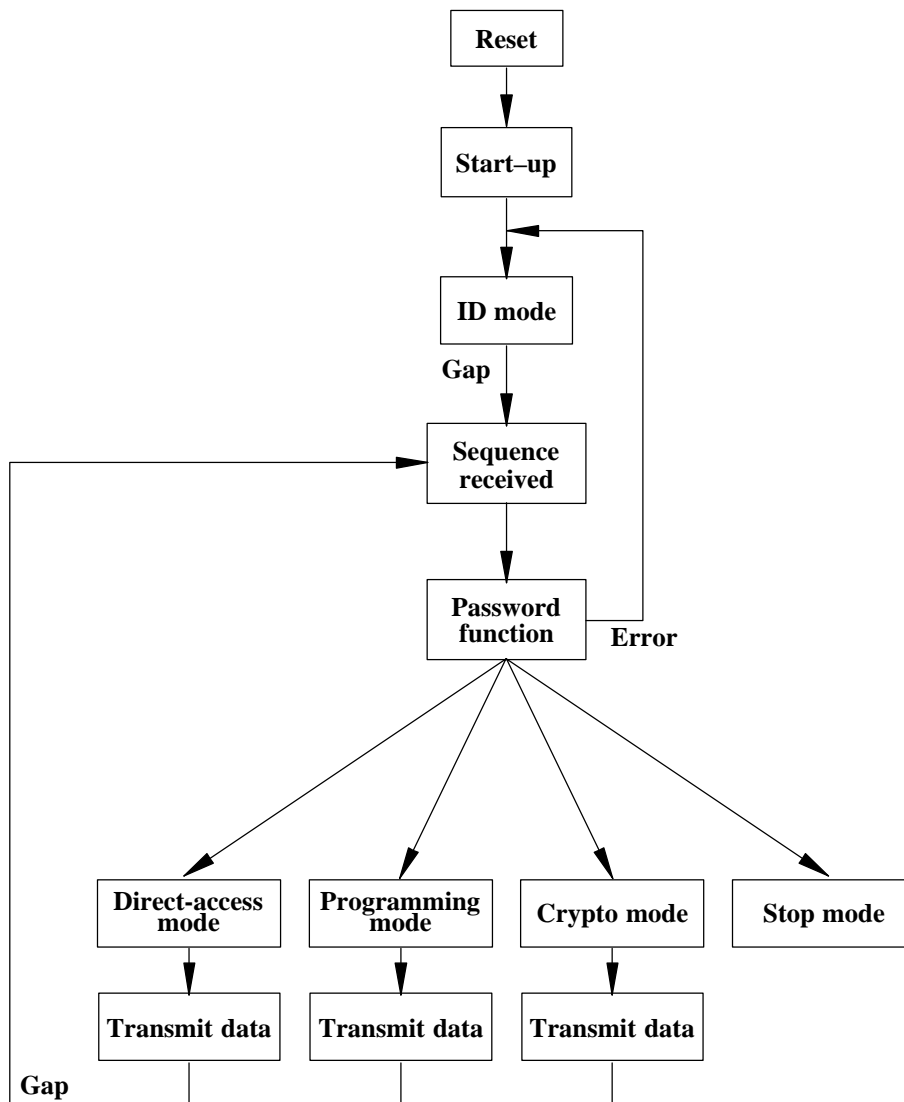 Reset
Start–up
ID mode
Gap
Sequence
received
Password
function
Error
Direct-access
mode
Programming
mode
Crypto mode
Stop mode
Transmit data
Transmit data
Transmit data
Gap